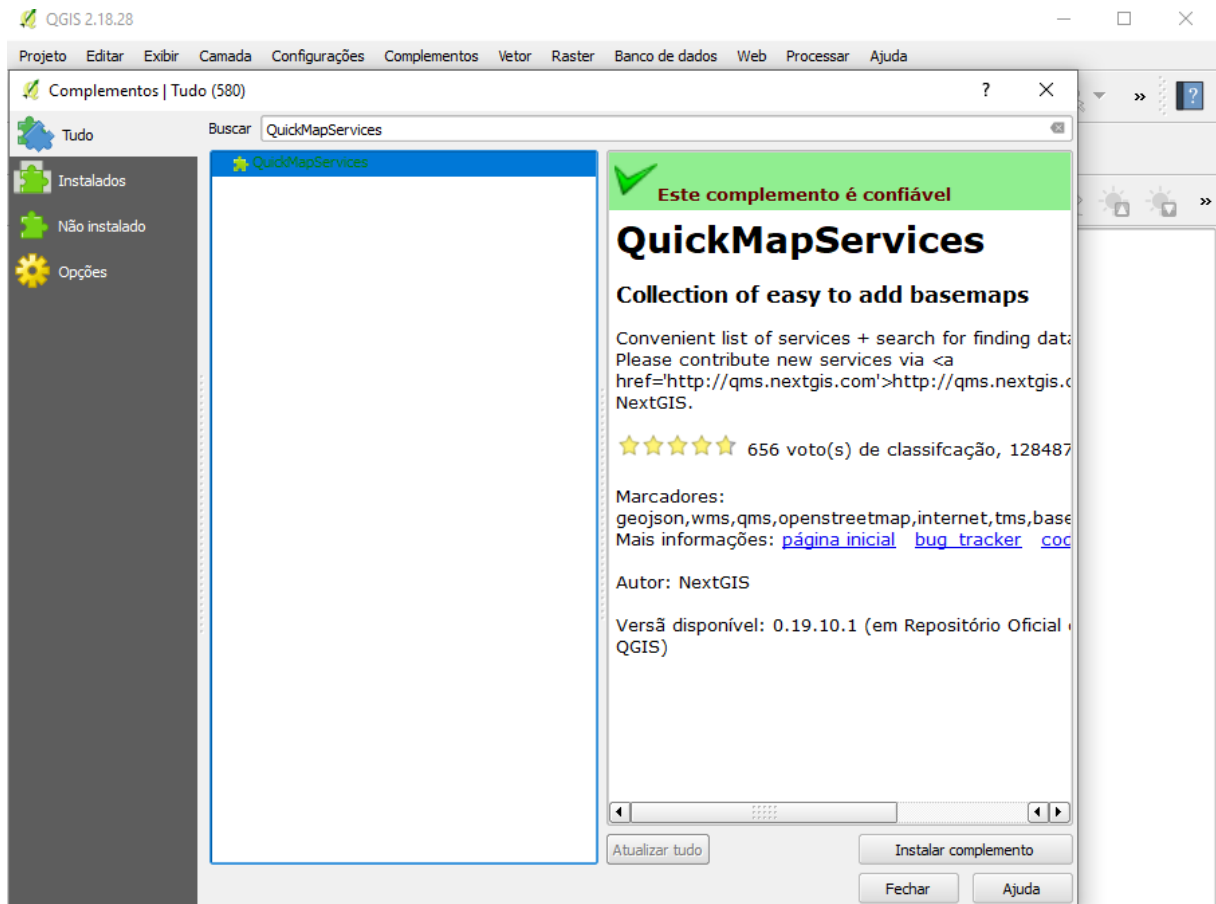 QGIS 2.18.28
Projeto Editar Exibir Camada Configurações Complementos Vetor Raster Banco de dados Web Processar Ajuda
Complementos | Tudo (580)
?
»
?
Tudo
Buscar QuickMapServices
QuickMapServices
Instalados
Não instalado
Opções
»
Este complemento é confiável
QuickMapServices
Collection of easy to add basemaps
Convenient list of services + search for finding data
Please contribute new services via <a
href='http://qms.nextgis.com'>http://qms.nextgis.c
NextGIS.
656 voto(s) de classifcação, 128487
Marcadores:
geojson,wms,qms,openstreetmap,internet,tms,base
Mais informações: página inicial bug tracker cod
Autor: NextGIS
Versã disponível: 0.19.10.1 (em Repositório Oficial
QGIS)
Atualizar tudo
Instalar complemento
Fechar
Ajuda